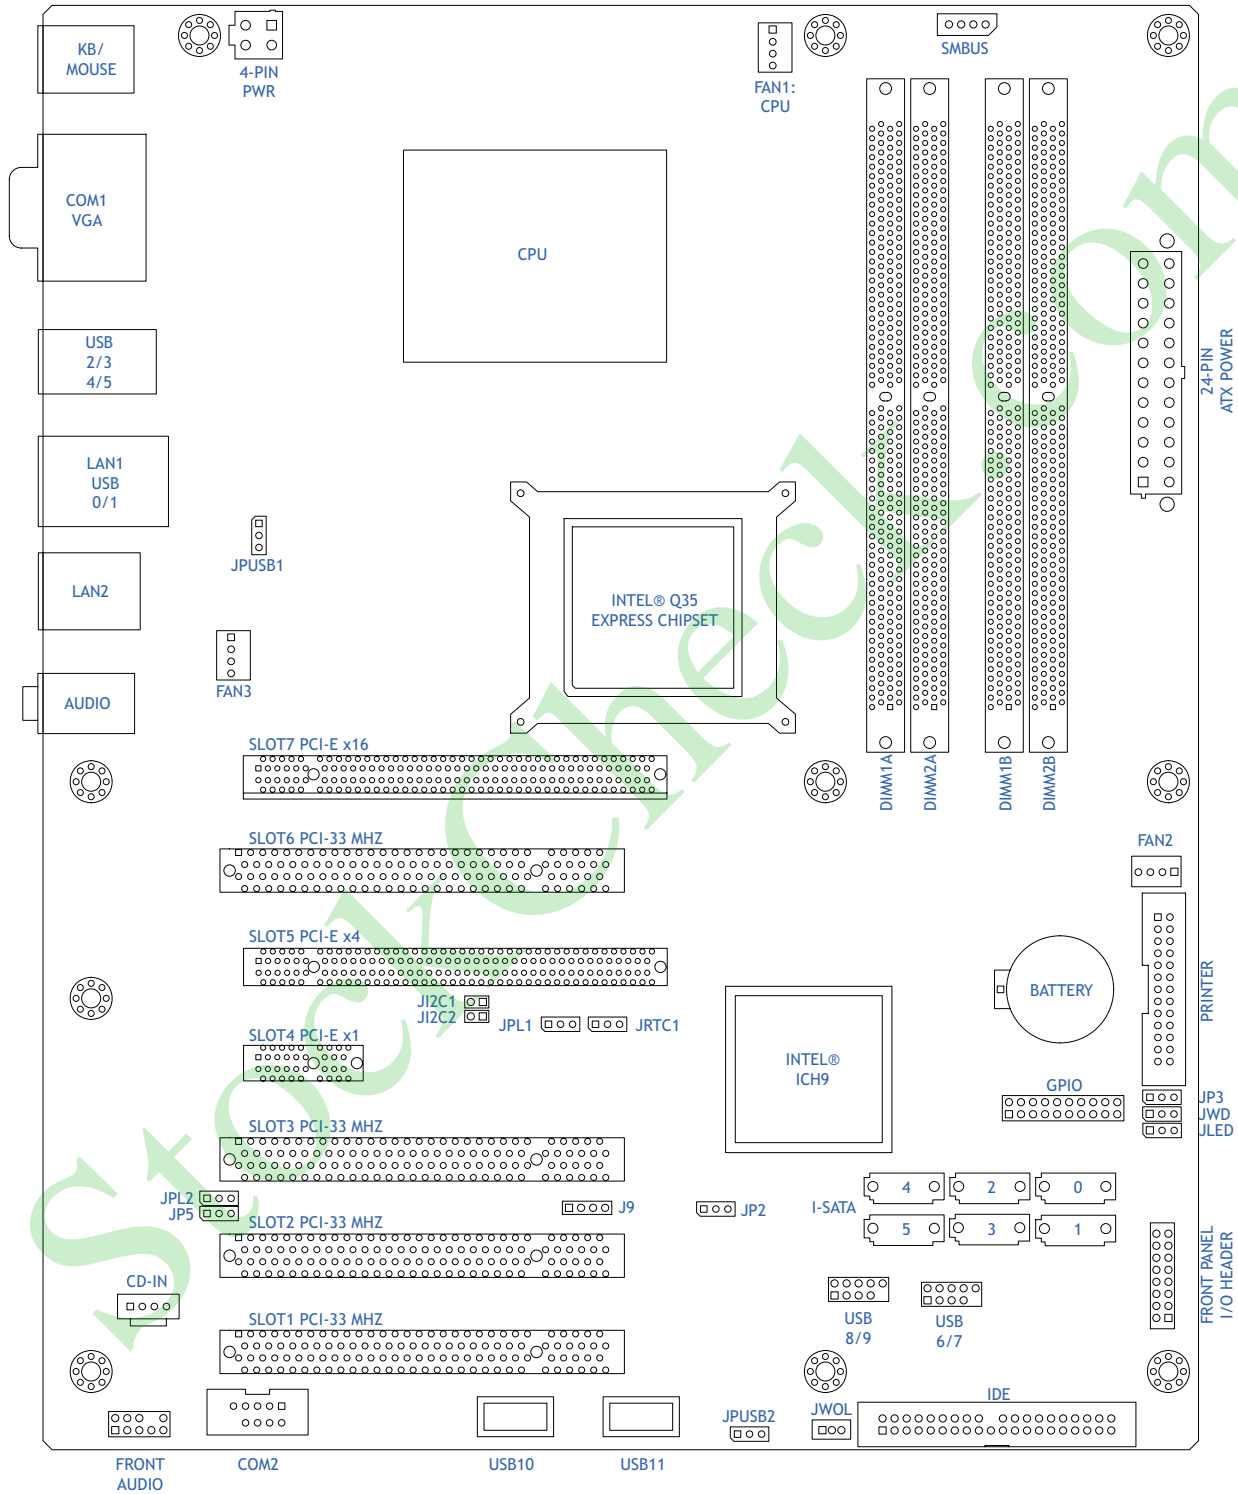 KB/
MOUSE
4-PIN
PWR
FAN1:
CPU
SMBUS
COM1
VGA
CPU
USB
2/3
4/5
24-PIN
ATX POWER
LAN1
USB
0/1
JPUSB1
LAN2
INTEL® Q35
EXPRESS CHIPSET
FAN3
AUDIO
SLOT7 PCI-E x16
DIMM1A
DIMM2A
DIMM1B
DIMM2B
SLOT6 PCI-33 MHZ
FAN2
SLOT5 PCI-E x4
BATTERY
PRINTER
JI2C1
JI2C2
JPL1
JRTC1
SLOT4 PCI-E x1
INTEL®
ICH9
GPIO
JP3
JWD
JLED
SLOT3 PCI-33 MHZ
JPL2
JP5
J9
JP2
I-SATA
4
2
0
5
3
1
SLOT2 PCI-33 MHZ
FRONT PANEL
I/O HEADER
CD-IN
USB
8/9
USB
6/7
SLOT1 PCI-33 MHZ
JPUSB2
JWOL
IDE
FRONT
AUDIO
COM2
USB10
USB11
StockCheck.com